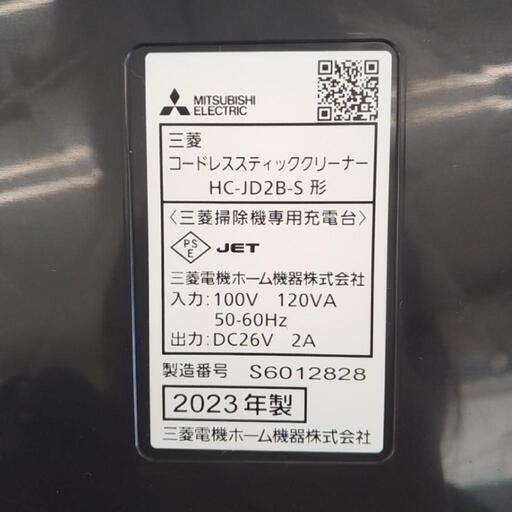 MITSUBISHI
ELECTRIC
三菱
コードレススティッククリーナー
HC-JD2B-S 形
〈三菱掃除機専用充電台〉
PS
E
JET
三菱電機ホーム機器株式会社
入力:100V 120VA
50-60Hz
出力:DC26V 2A
製造番号 S6012828
2023年製
三菱電機ホーム機器株式会社